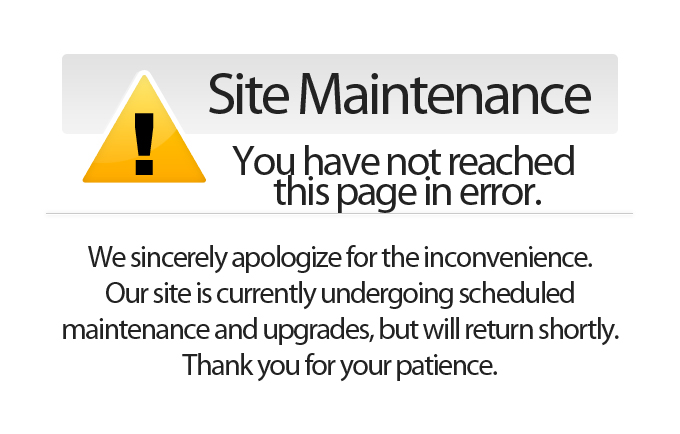 Site Maintenance
You have not reached
this page in error.
We sincerely apologize for the inconvenience.
Our site is currently undergoing scheduled
maintenance and upgrades, but will return shortly.
Thank you for your patience.